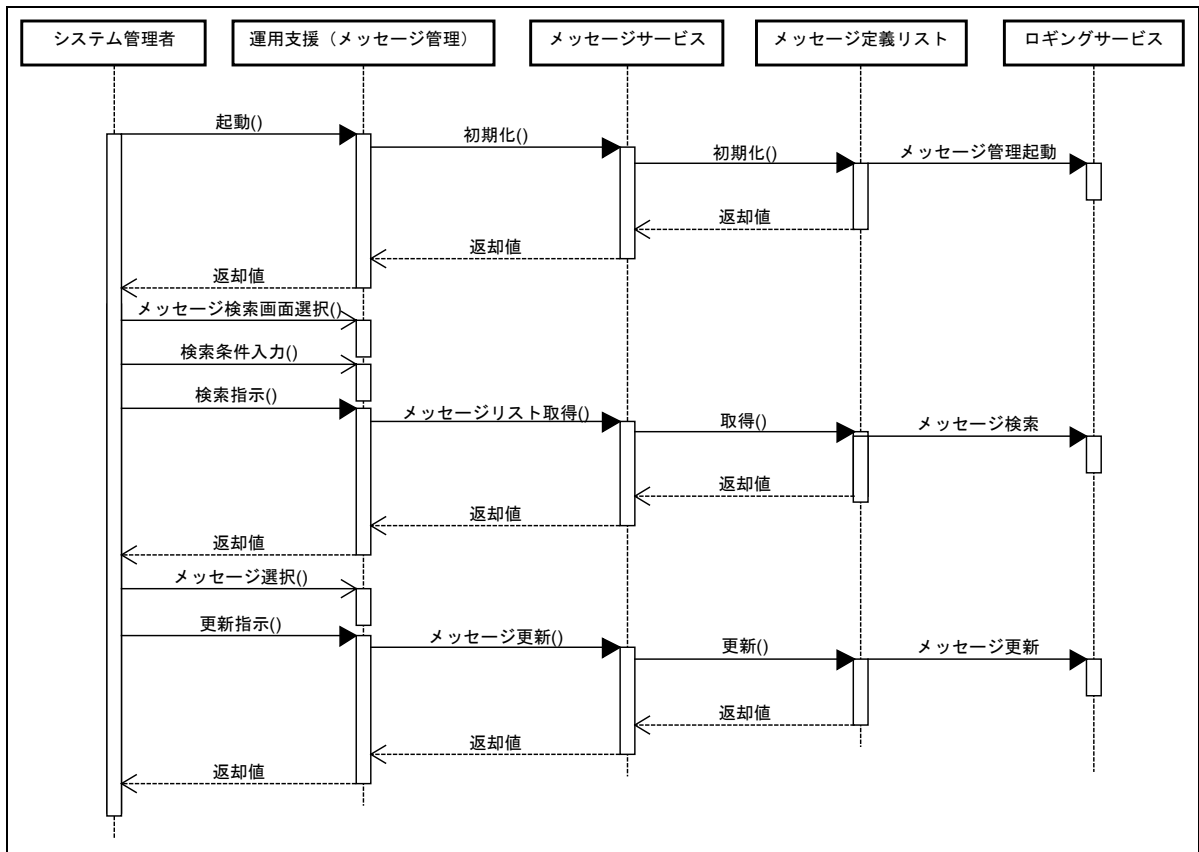 システム管理者
運用支援（メッセージ管理）
メッセージサービス
メッセージ定義リスト
ロギングサービス
起動()
初期化()
初期化()
メッセージ管理起動
返却値
返却値
返却値
メッセージ検索画面選択()
検索条件入力()
検索指示()
メッセージリスト取得()
取得()
メッセージ検索
返却値
返却値
返却値
メッセージ選択()
更新指示()
メッセージ更新()
更新()
メッセージ更新
返却値
返却値
返却値